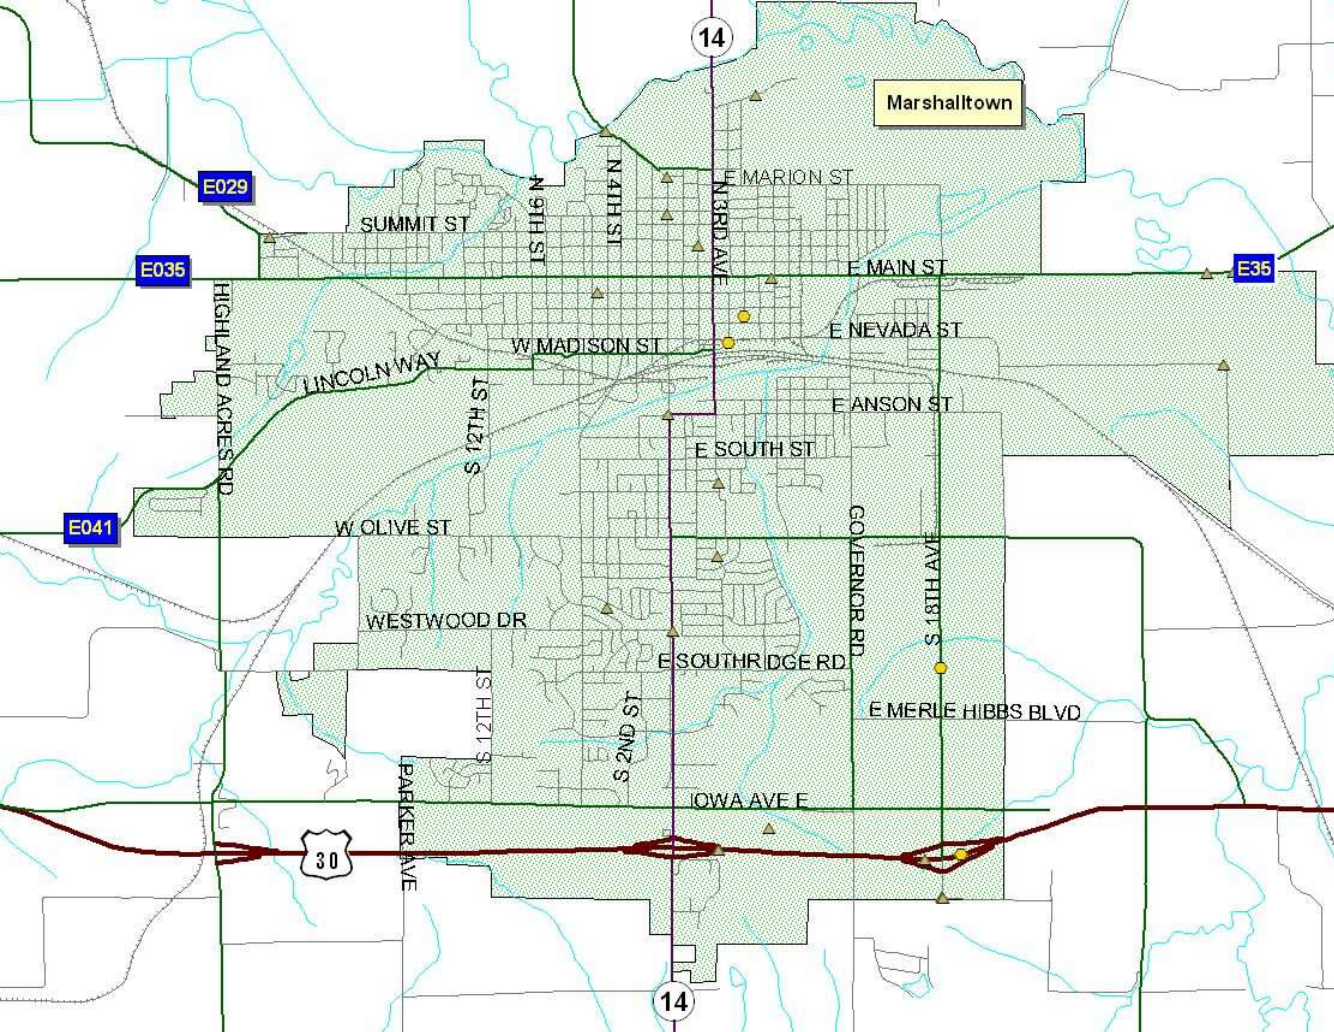 14
Marshalltown
E029
N 9TH ST
N 4TH ST
N 3RD AVE
E MARION ST
SUMMIT ST
E035
E MAIN ST
E35
HIGHLAND ACRES RD
W MADISON ST
E NEVADA ST
LINCOLN WAY
S 12TH ST
E ANSON ST
E SOUTH ST
E041
W OLIVE ST
GOVERNOR RD
S 18TH AVE
WESTWOOD DR
E SOUTHRIDGE RD
S 12TH ST
S 2ND ST
E MERLE HIBBS BLVD
PARKER AVE
IOWA AVE E
30
14